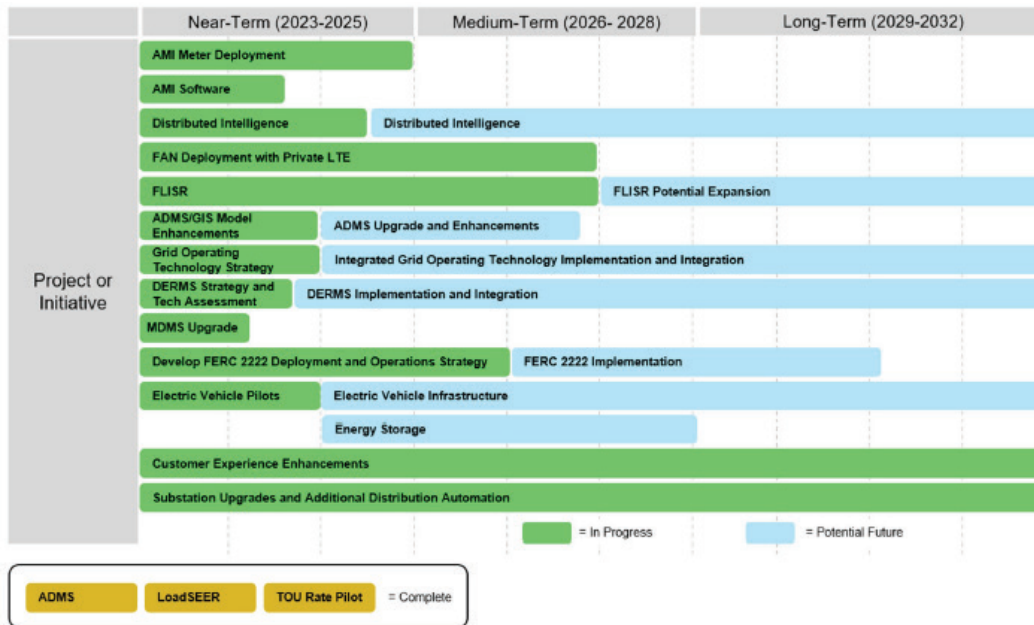 Near-Term (2023-2025) Medium-Term (2026- 2028) Long-Term (2029-2032)
Project or
Initiative
AMI Meter Deployment
AMI Software
Distributed Intelligence Distributed Intelligence
FAN Deployment with Private LTE
FLISR FLISR Potential Expansion
ADMS/GIS Model
Enhancements
ADMS Upgrade and Enhancements
Grid Operating
Technology Strategy
Integrated Grid Operating Technology Implementation and Integration
DERMS Strategy and
Tech Assessment
DERMS Implementation and Integration
MDMS Upgrade
Develop FERC 2222 Deployment and Operations Strategy FERC 2222 Implementation
Electric Vehicle Pilots Electric Vehicle Infrastructure
Energy Storage
Customer Experience Enhancements
Substation Upgrades and Additional Distribution Automation
= In Progress = Potential Future
ADMS LoadSEER TOU Rate Pilot = Complete